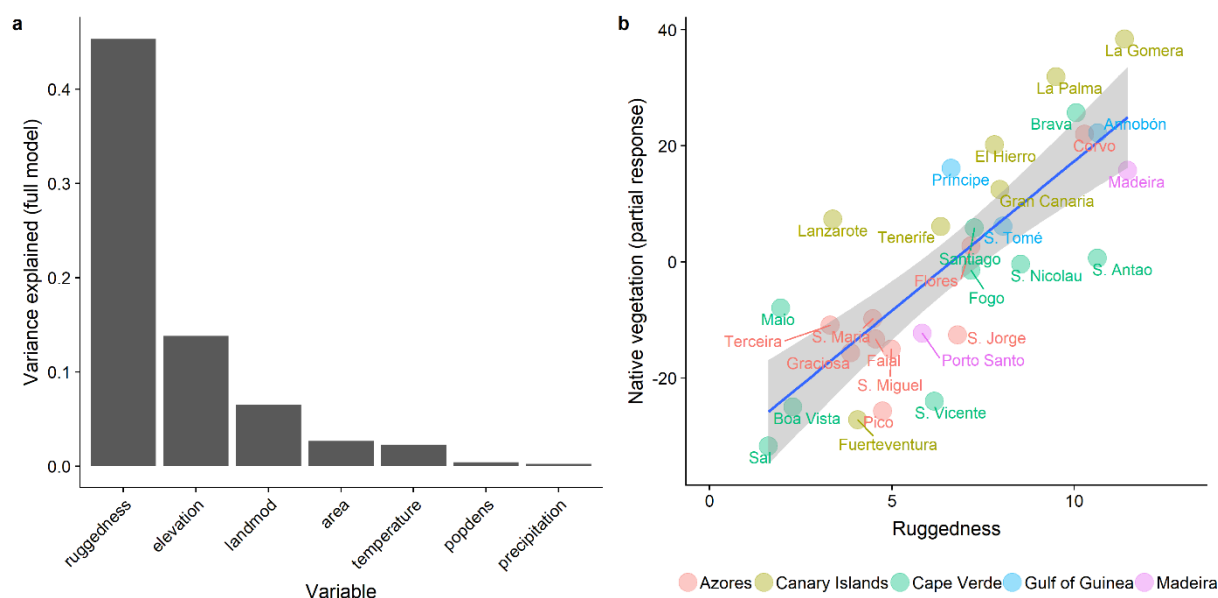 a
Variance explained (full model)
0.4
0.3
0.2
0.1
0.0
ruggedness
elevation
landmod
area
temperature
popdens
precipitation
Variable
b
Native vegetation (partial response)
40
20
0
-20
La Gomera
La Palma
Brava
Annobón
Corvo
El Hierro
Príncipe
Madeira
Gran Canaria
Lanzarote
Tenerife
S. Tomé
Santiago
Flores
S. Nicolau
S. Antao
Fogo
Maio
Terceira
S. Maria
S. Jorge
Graciosa
Faial
Porto Santo
S. Miguel
Boa Vista
Pico
S. Vicente
Fuerteventura
Sal
0
5
10
Ruggedness
Azores Canary Islands Cape Verde Gulf of Guinea Madeira